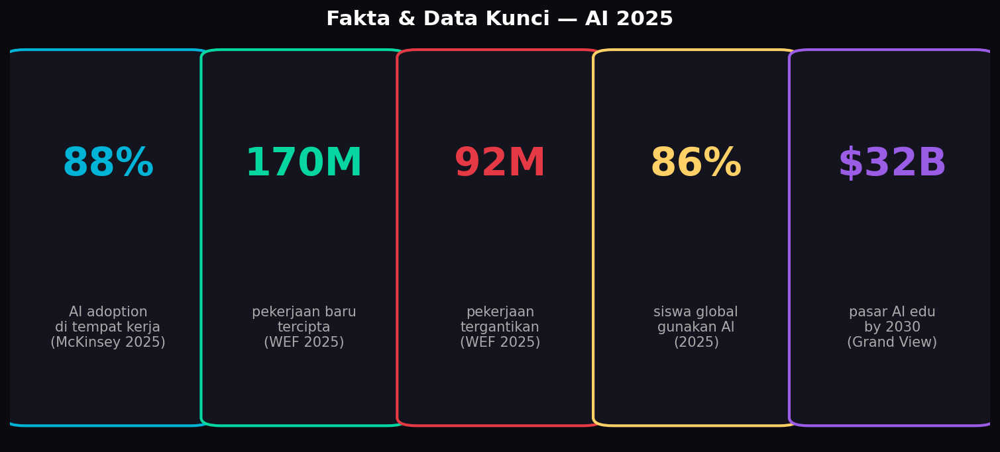 Fakta & Data Kunci — AI 2025
88%
AI adoption
di tempat kerja
(McKinsey 2025)
170M
pekerjaan baru
tercipta
(WEF 2025)
92M
pekerjaan
tergantikan
(WEF 2025)
86%
siswa global
gunakan AI
(2025)
$32B
pasar AI edu
by 2030
(Grand View)